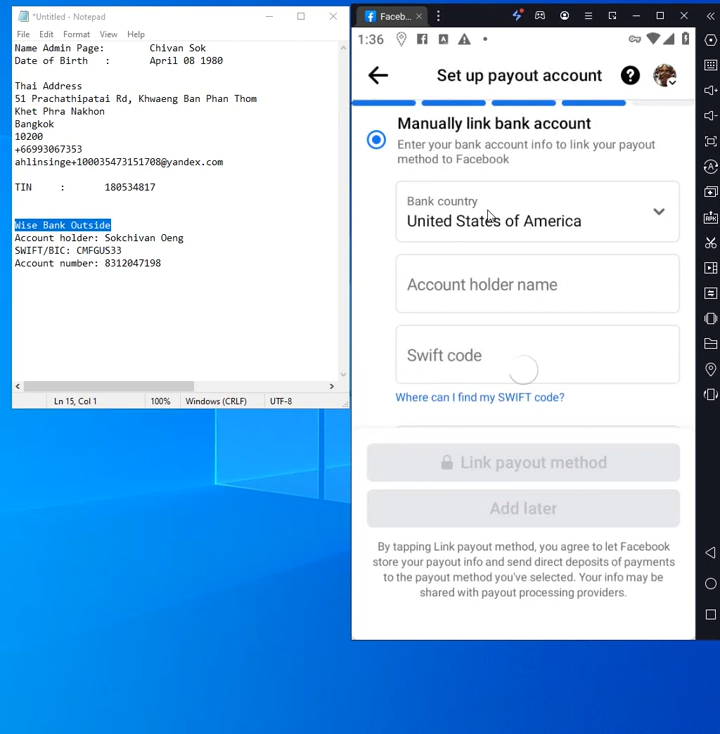 *Untitled - Notepad
File Edit Format View Help
Name Admin Page: Chivan Sok
Date of Birth : April 08 1980
Thai Address
51 Prachathipatai Rd, Khwaeng Ban Phan Thom
Khet Phra Nakhon
Bangkok
10200
+66993067353
ahlinsinge+100035473151708@yandex.com
TIN : 180534817
Wise Bank Outside
Account holder: Sokchivan Oeng
SWIFT/BIC: CMFGUS33
Account number: 8312047198
Ln 15, Col 1 100% Windows (CRLF) UTF-8
Faceb...
1:36
Set up payout account
Manually link bank account
Enter your bank account info to link your payout
method to Facebook
Bank country
United States of America
Account holder name
Swift code
Where can I find my SWIFT code?
Link payout method
Add later
By tapping Link payout method, you agree to let Facebook
store your payout info and send direct deposits of payments
to the payout method you've selected. Your info may be
shared with payout processing providers.